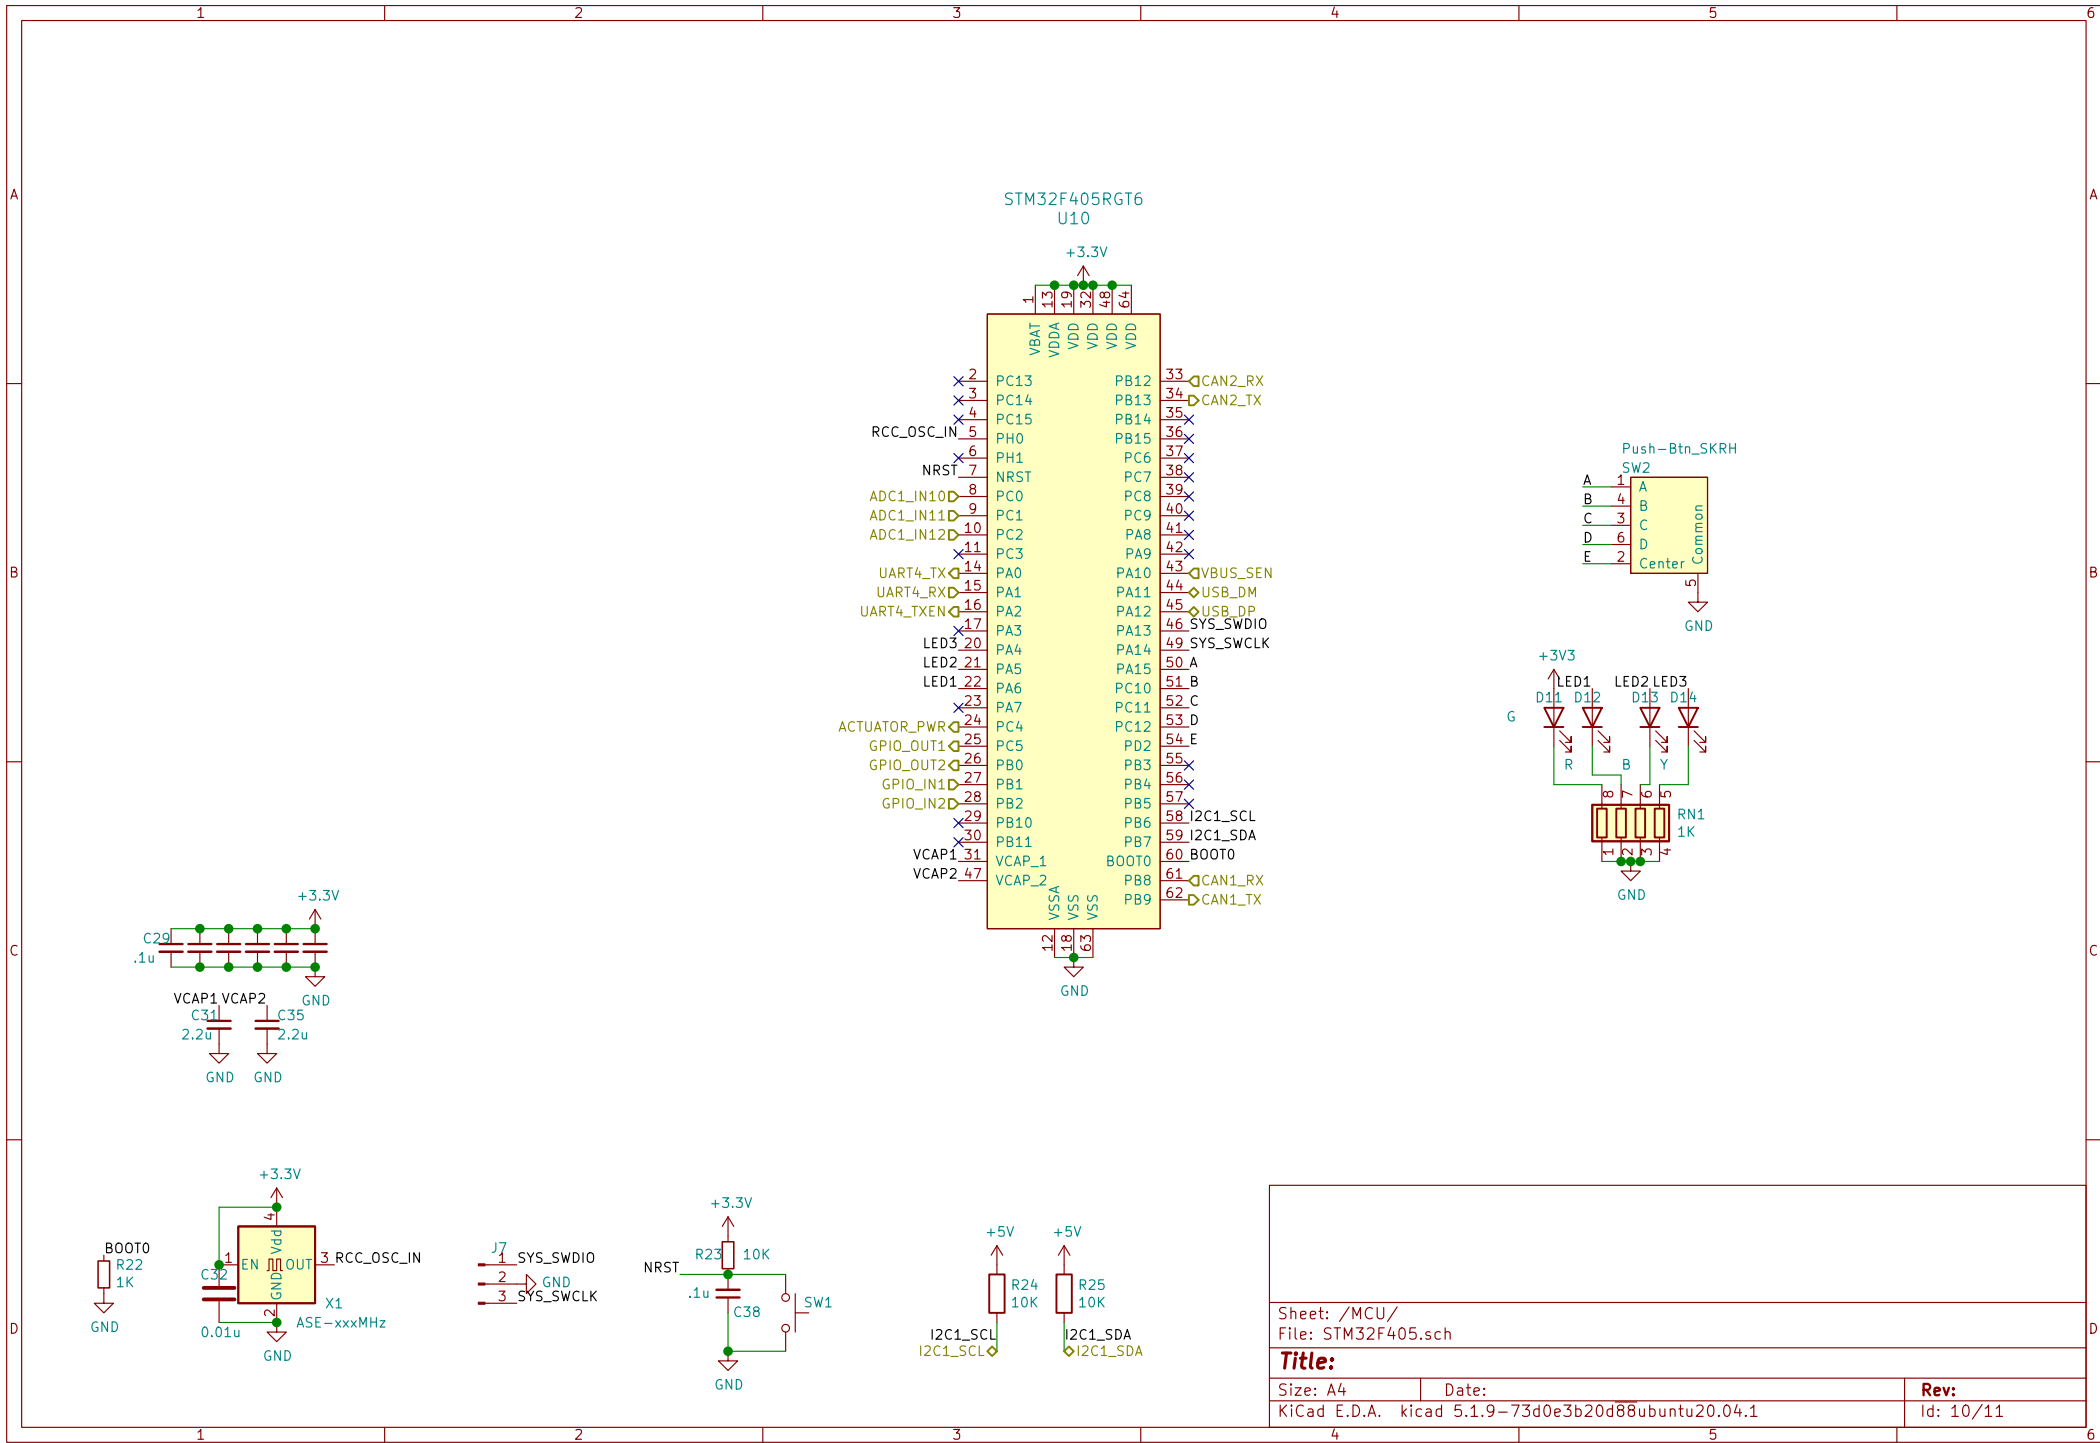 1 2 3 4 5 6
A A
STM32F405RGT6
U10
+3.3V
1 13 19 32 48 64
VBAT VDDA VDD VDD VDD VDD
2 PC13
3 PC14
4 PC15
RCC_OSC_IN 5 PH0
6 PH1
NRST 7 NRST
ADC1_IN10 8 PC0
ADC1_IN11 9 PC1
ADC1_IN12 10 PC2
11 PC3
UART4_TX 14 PA0
UART4_RX 15 PA1
UART4_TXEN 16 PA2
17 PA3
LED3 20 PA4
LED2 21 PA5
LED1 22 PA6
23 PA7
ACTUATOR_PWR 24 PC4
GPIO_OUT1 25 PC5
GPIO_OUT2 26 PB0
GPIO_IN1 27 PB1
GPIO_IN2 28 PB2
29 PB10
30 PB11
VCAP1 31 VCAP_1
VCAP2 47 VCAP_2
PB12 33 CAN2_RX
PB13 34 CAN2_TX
PB14 35
PB15 36
PC6 37
PC7 38
PC8 39
PC9 40
PA8 41
PA9 42
PA10 43 VBUS_SEN
PA11 44 USB_DM
PA12 45 USB_DP
PA13 46 SYS_SWDIO
PA14 49 SYS_SWCLK
PA15 50 A
PC10 51 B
PC11 52 C
PC12 53 D
PD2 54 E
PB3 55
PB4 56
PB5 57
PB6 58 I2C1_SCL
PB7 59 I2C1_SDA
BOOT0 60 BOOT0
PB8 61 CAN1_RX
PB9 62 CAN1_TX
VSSA VSS VSS
12 18 63
GND
Push-Btn_SKRH
SW2
A 1 A
B 4 B
C 3 C
D 6 D
E 2 Center
Common
5
GND
B B
+3V3
LED1 LED2 LED3
D11 D12 D13 D14
G
R B Y
8 7 6 5
RN1
1K
1 2 3 4
GND
+3.3V
C29
.1u
GND
C C
VCAP1 VCAP2
C31 C35
2.2u 2.2u
GND GND
BOOT0
R22
1K
GND
+3.3V
4
Vdd
1 EN OUT 3 RCC_OSC_IN
C32
GND
2
X1
0.01u ASE-xxxMHz
GND
J7
1 SYS_SWDIO
2 GND
3 SYS_SWCLK
+3.3V
R23 10K
NRST
.1u
C38
SW1
GND
+5V +5V
R24 R25
10K 10K
I2C1_SCL I2C1_SDA
I2C1_SCL I2C1_SDA
D D
Sheet: /MCU/
File: STM32F405.sch
Title:
Size: A4 Date: Rev:
KiCad E.D.A. kicad 5.1.9-73d0e3b20d88ubuntu20.04.1 Id: 10/11
1 2 3 4 5 6